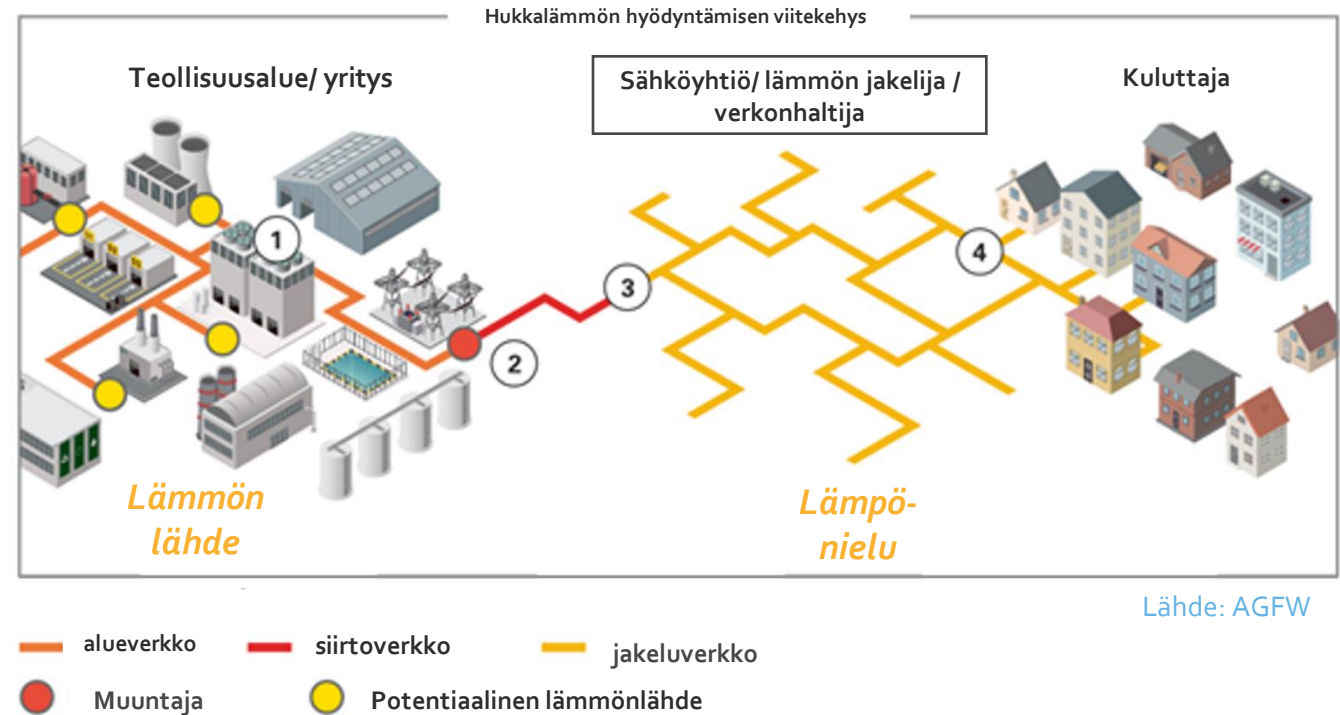 Hukkalämmön hyödyntämisen viitekehys
Teollisuusalue/ yritys
Sähköyhtiö/ lämmön jakelija /
verkonhaltija
Kuluttaja
1
2
3
4
Lämmön
lähde
Lämpö-
nielu
Lähde: AGFW
alueverkko
siirtoverkko
jakeluverkko
Muuntaja
Potentiaalinen lämmönlähde